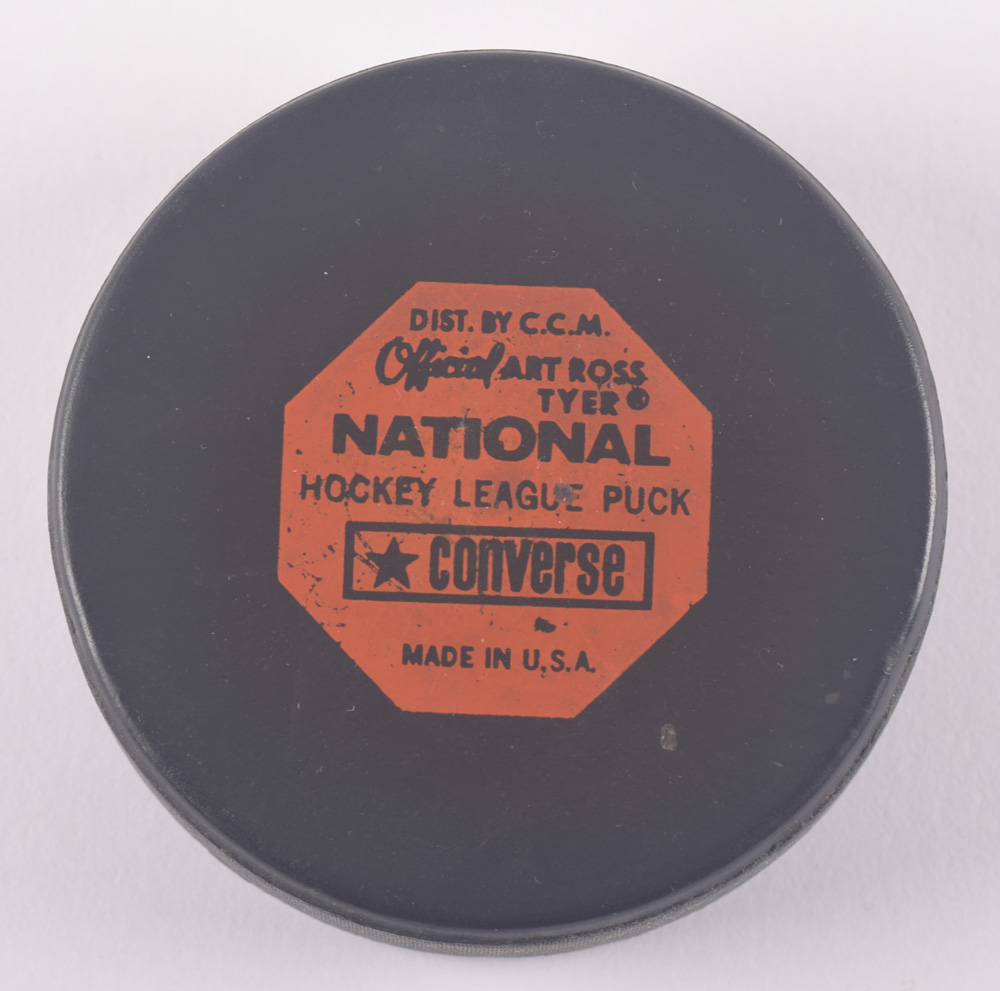 DIST. BY C.C.M.
Official ART ROSS
TYER©
NATIONAL
HOCKEY LEAGUE PUCK
★ converse
MADE IN U.S.A.